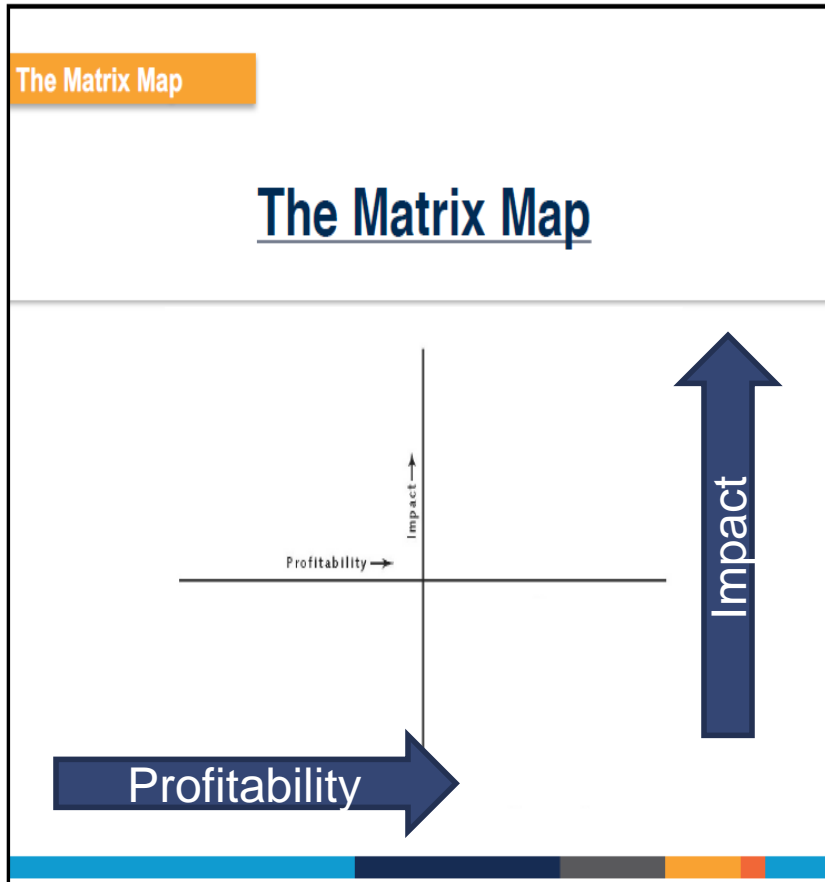 The Matrix Map
The Matrix Map
Impact
Profitability
Impact
Profitability